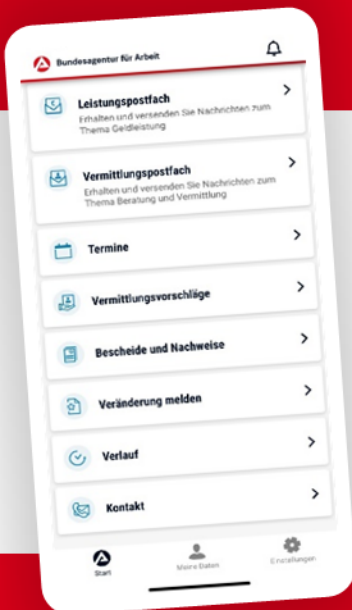 Bundesagentur für Arbeit
Leistungspostfach
Erhalten und versenden Sie Nachrichten zum
Thema Geldleistung
Vermittlungspostfach
Erhalten und versenden Sie Nachrichten zum
Thema Beratung und Vermittlung
Termine
Vermittlungsvorschläge
Bescheide und Nachweise
Veränderung melden
Verlauf
Kontakt
Start
Meine Daten
Einstellungen